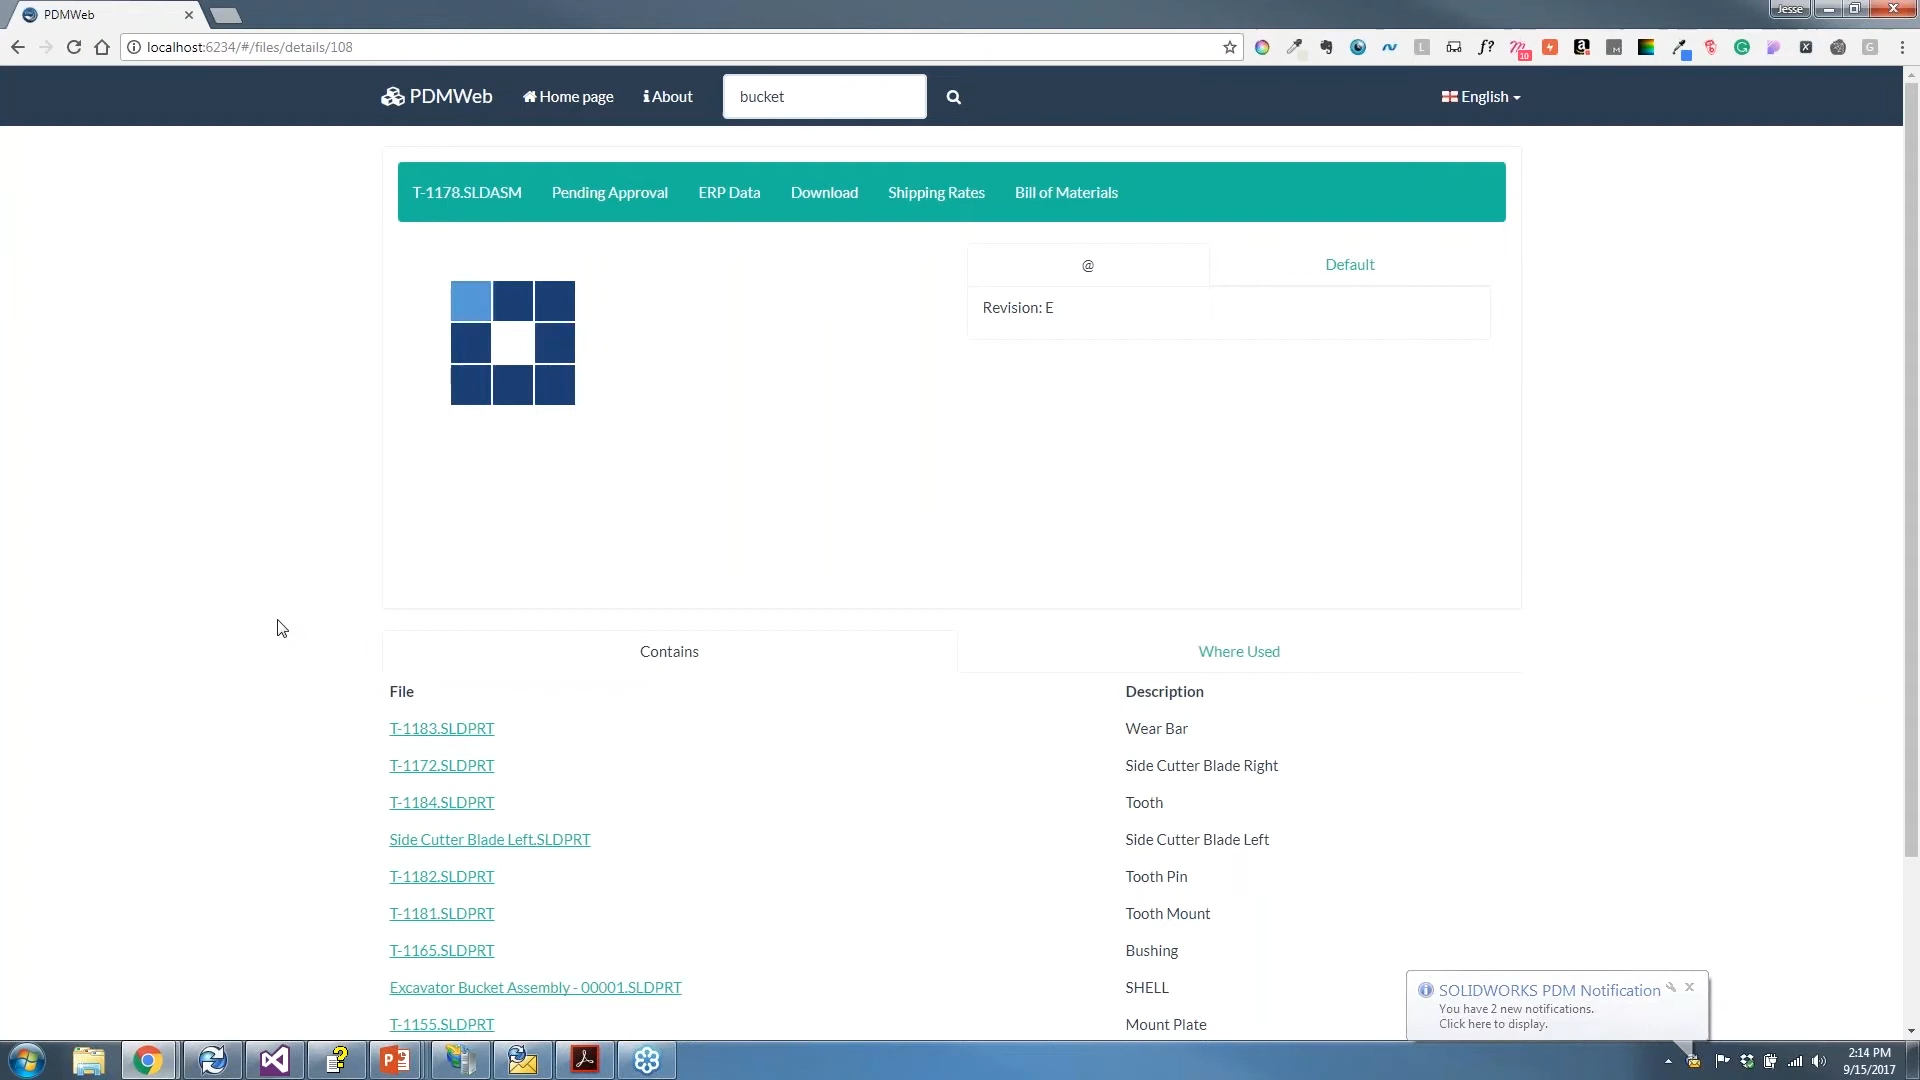 PDMWeb
Jesse
localhost:6234/#/files/details/108
PDMWeb
Home page
About
bucket
English
T-1178.SLDASM
Pending Approval
ERP Data
Download
Shipping Rates
Bill of Materials
@
Default
Revision: E
Contains
Where Used
File
Description
T-1183.SLDPRT
Wear Bar
T-1172.SLDPRT
Side Cutter Blade Right
T-1184.SLDPRT
Tooth
Side Cutter Blade Left.SLDPRT
Side Cutter Blade Left
T-1182.SLDPRT
Tooth Pin
T-1181.SLDPRT
Tooth Mount
T-1165.SLDPRT
Bushing
Excavator Bucket Assembly - 00001.SLDPRT
SHELL
T-1155.SLDPRT
Mount Plate
SOLIDWORKS PDM Notification
You have 2 new notifications.
Click here to display.
2:14 PM
9/15/2017